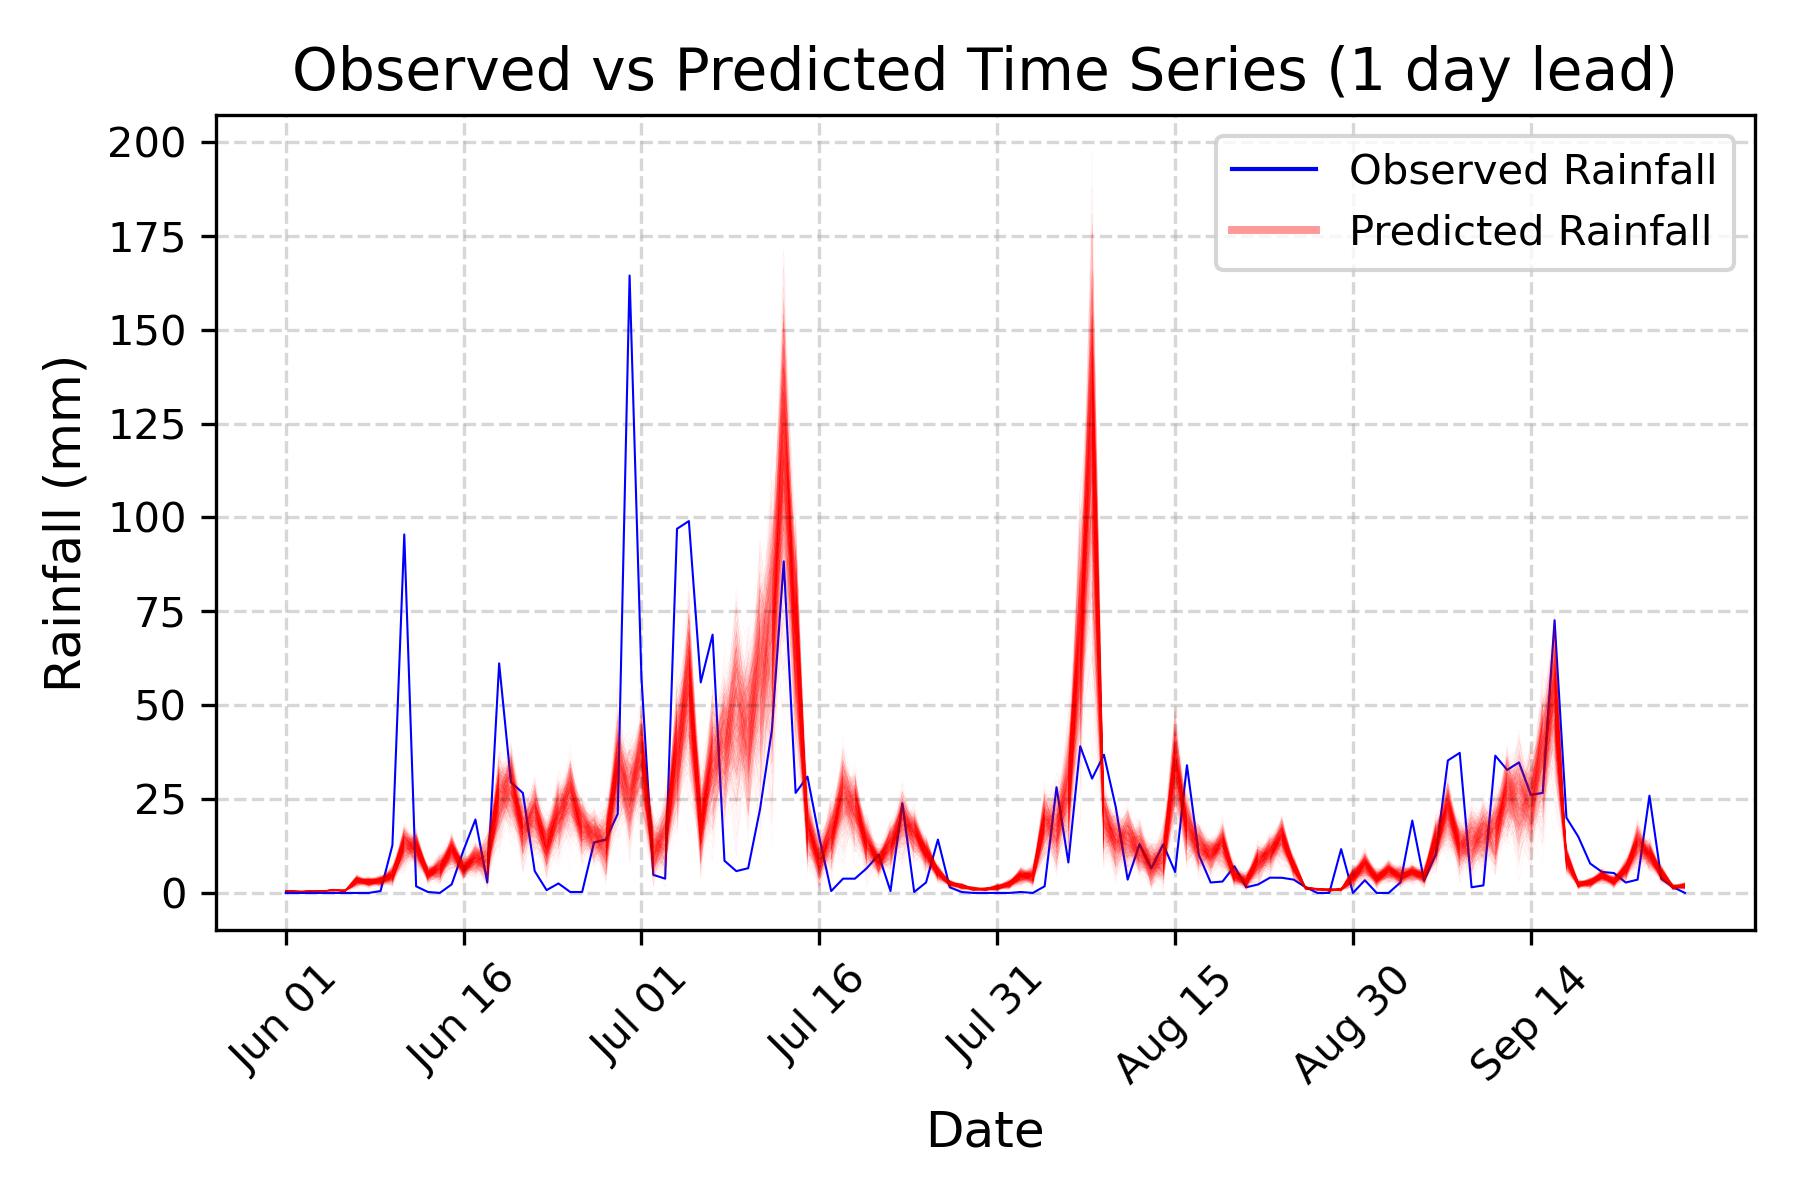 Observed vs Predicted Time Series (1 day lead)
200
175
150
125
100
75
50
25
0
Rainfall (mm)
Observed Rainfall
Predicted Rainfall
Jun 01
Jun 16
Jul 01
Jul 16
Jul 31
Aug 15
Aug 30
Sep 14
Date